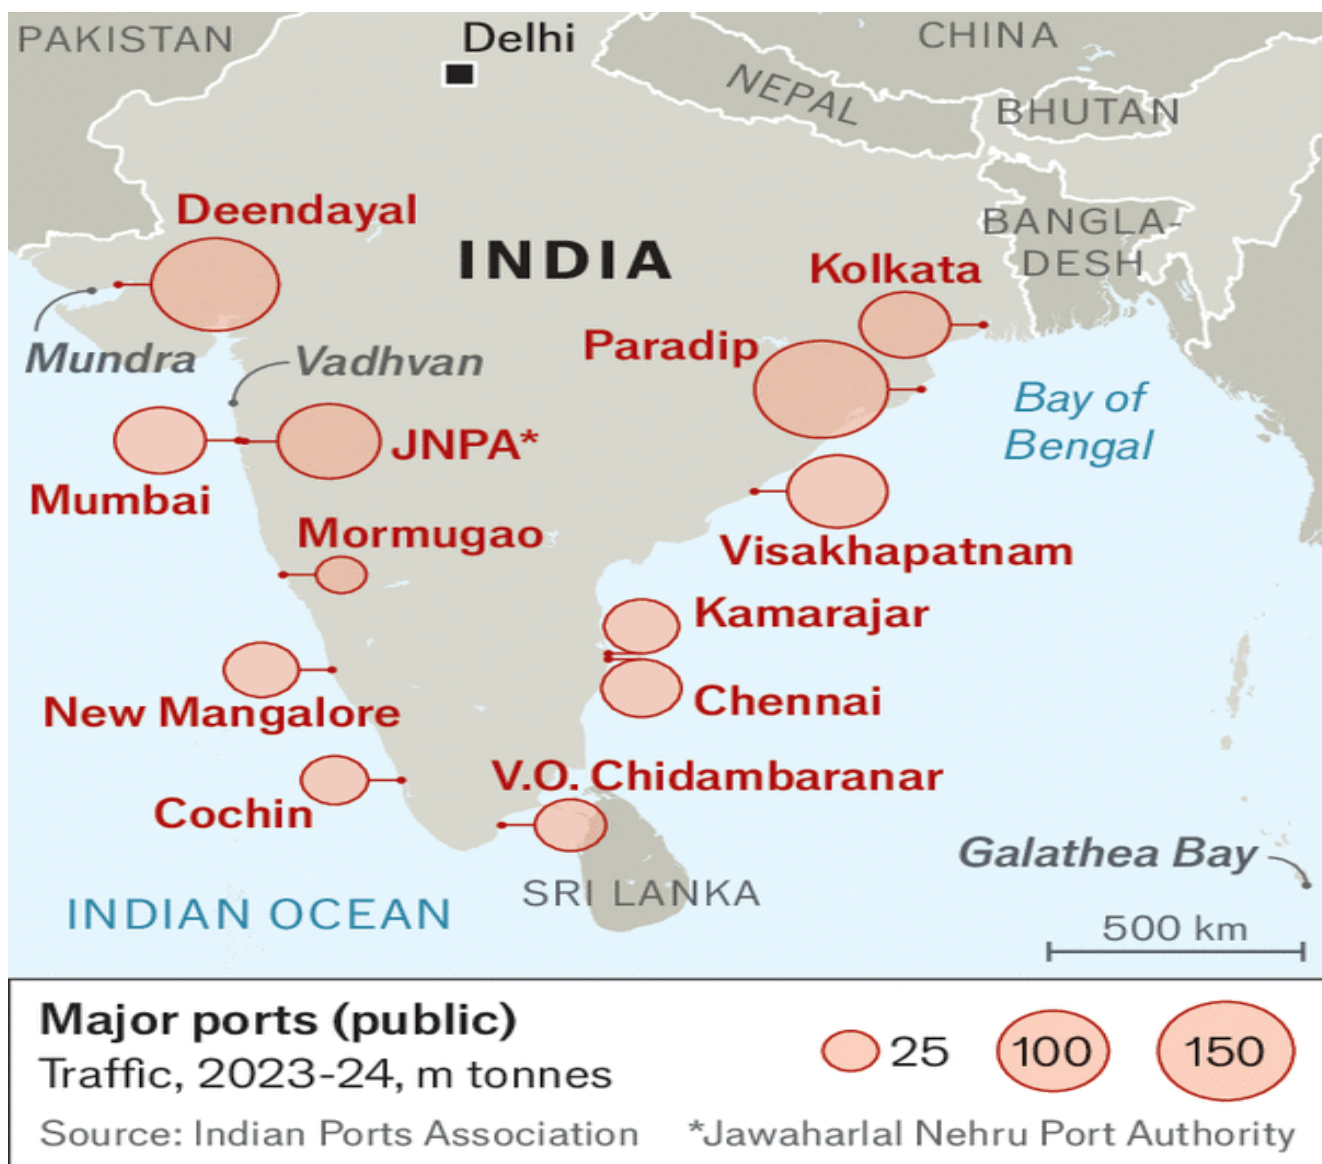 PAKISTAN
Delhi
CHINA
NEPAL
BHUTAN
Deendayal
INDIA
BANGLA-
DESH
Kolkata
Mundra
Vadhvan
Paradip
Bay of
Bengal
JNPA*
Mumbai
Mormugao
Visakhapatnam
Kamarajar
New Mangalore
Chennai
V.O. Chidambaranar
Cochin
Galathea Bay
SRI LANKA
INDIAN OCEAN
500 km
Major ports (public)
Traffic, 2023-24, m tonnes
25
100
150
Source: Indian Ports Association
*Jawaharlal Nehru Port Authority